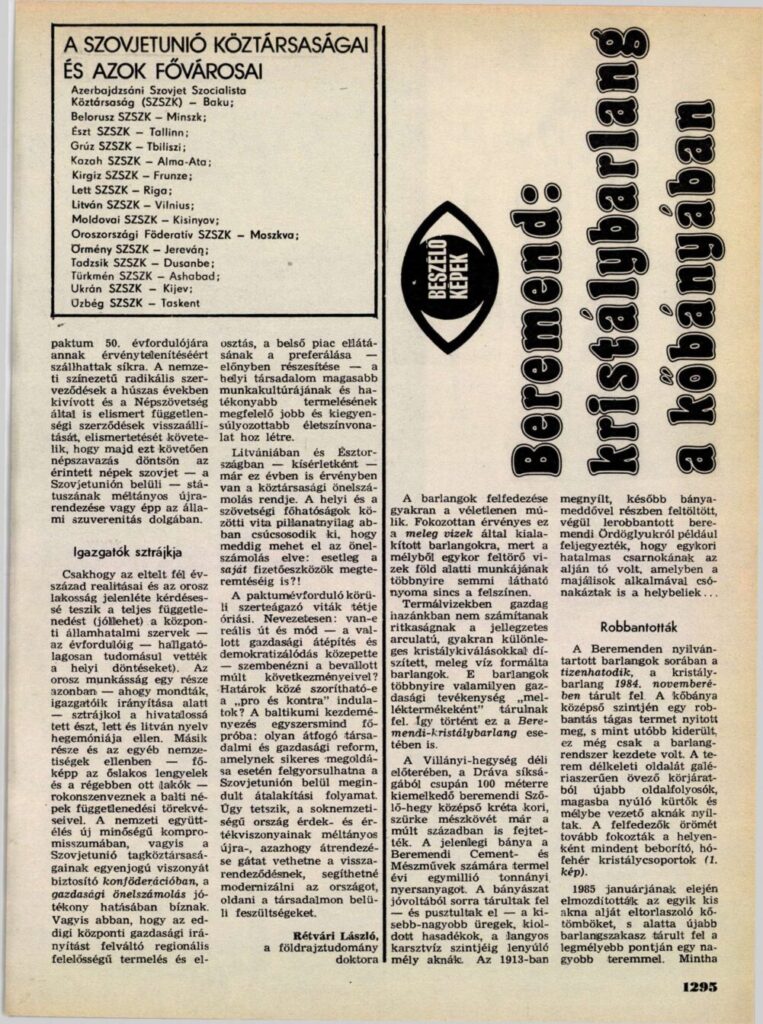 A SZOVJETUNIÓ KÖZTÁRSASÁGAI
ÉS AZOK FŐVÁROSAI
Azerbajdzsáni Szovjet Szocialista
Köztársaság (SZSZK) – Baku;
Belorusz SZSZK – Minszk;
Észt SZSZK – Tallinn;
Grúz SZSZK – Tbiliszi;
Kazah SZSZK – Alma-Ata;
Kirgiz SZSZK – Frunze;
Lett SZSZK – Riga;
Litván SZSZK – Vilnius;
Moldovai SZSZK – Kisinyov;
Oroszországi Föderatív SZSZK – Moszkva;
Örmény SZSZK – Jereván;
Tadzsik SZSZK – Dusanbe;
Türkmén SZSZK – Ashabad;
Ukrán SZSZK – Kijev;
Üzbég SZSZK – Taskent
paktum 50. évfordulójára
annak érvénytelenítéséért
szállhattak síkra. A nemze-
ti színezetű radikális szer-
veződések a húszas években
kivívott és a Népszövetség
által is elismert független-
ségi szerződések visszaállí-
tását, elismertetését követe-
lik, hogy majd ezt követően
népszavazás döntsön az
érintett népek szovjet — a
Szovjetunión belüli — stá-
tuszának méltányos újra-
rendezése vagy épp az álla-
mi szuverenitás dolgában.
Igazgatók sztrájkja
Csakhogy az eltelt fél év-
század realitásai és az orosz
lakosság jelenléte kérdéses-
sé teszik a teljes függetle-
nedést (jóllehet) a közpon-
ti államhatalmi szervek —
az évfordulóig — hallgató-
lagosan tudomásul vették
a helyi döntéseket). Az
orosz munkásság egy része
azonban — ahogy mondták,
igazgatóik irányítása alatt
— sztrájkol a hivatalossá
tett észt, lett és litván nyelv
hegemóniája ellen. Másik
része és az egyéb nemze-
tiségek ellenben — fő-
képp az őslakos lengyelek
és a régebben ott lakók —
rokonszenveznek a balti né-
pek függetlenedési törekvé-
seivel. A nemzeti együtt-
élés új minőségű kompro-
misszumában, vagyis a
Szovjetunió tagköztársasá-
gainak egyenjogú viszonyát
biztosító konföderációban, a
gazdasági önelszámolás jó-
tékony hatásában bíznak.
Vagyis abban, hogy az ed-
digi központi gazdasági irá-
nyítást felváltó regionális
felelősségű termelés és el-
osztás, a belső piac ellátá-
sának a preferálása —
előnyben részesítése — a
helyi társadalom magasabb
munkakultúrájának és ha-
tékonyabb termelésének
megfelelő jobb és kiegyen-
súlyozottabb életszínvona-
lat hoz létre.
Litvániában és Észtor-
szágban — kísérletként —
már ez évben is érvényben
van a köztársasági önelszá-
molás rendje. A helyi és a
szövetségi főhatóságok kö-
zötti vita pillanatnyilag ab-
ban csúcsosodik ki, hogy
meddig mehet el az önel-
számolás elve: esetleg a
saját fizetőeszközök megte-
remtéséig is?!
A paktumévforduló körü-
li szerteágazó viták tétje
óriási. Nevezetesen: van-e
reális út és mód — a val-
lott gazdasági átépítés és
demokratizálódás közepette
— szembenézni a bevallott
múlt következményeivel?
Határok közé szorítható-e
a „pro és kontra” indula-
tok? A baltikumi kezdemé-
nyezés egyszersmind fő-
próba: olyan átfogó társa-
dalmi és gazdasági reform,
amelynek sikeres megoldá-
sa esetén felgyorsulhatna a
Szovjetunión belül megin-
dult átalakítási folyamat.
Úgy tetszik, a soknemzeti-
ségű ország érdek- és ér-
tékviszonyainak méltányos
újra-, azazhogy átrendezé-
se gátat vethetne a vissza-
rendeződésnek, segíthetné
modernizálni az országot,
oldani a társadalmon belü-
li feszültségeket.
Rétvári László,
a földrajztudomány
doktora
BESZÉLŐ
KÉPEK
Beremend:
kristálybarlang
a kőbányában
A barlangok felfedezése
gyakran a véletlenen mú-
lik. Fokozottan érvényes ez
a meleg vizek által kiala-
kított barlangokra, mert a
mélyből egykor feltörő vi-
zek föld alatti munkájának
többnyire semmi látható
nyoma sincs a felszínen.
Termálvizekben gazdag
hazánkban nem számítanak
ritkaságnak a jellegzetes
arculatú, gyakran különle-
ges kristálykiválásokkal dí-
szített, meleg víz formálta
barlangok. E barlangok
többnyire valamilyen gaz-
dasági tevékenység „mel-
léktermékeként” tárulnak
fel. Így történt ez a Bere-
mendi-kristálybarlang ese-
tében is.
A Villányi-hegység déli
előterében, a Dráva síksá-
gából csupán 100 méterre
kiemelkedő beremendi Sző-
lő-hegy középső kréta kori,
szürke mészkövét már a
múlt században is fejtet-
ték. A jelenlegi bánya a
Beremendi Cement- és
Mészművek számára termel
évi egymillió tonnányi
nyersanyagot. A bányászat
jóvoltából sorra tárultak fel
— és pusztultak el — a ki-
sebb-nagyobb üregek, kiol-
dott hasadékok, a langyos
karsztvíz szintjéig lenyúló
mély aknák. Az 1913-ban
megnyílt, később bánya-
meddővel részben feltöltött,
végül lerobbantott bere-
mendi Ördöglyukról például
feljegyezték, hogy egykori
hatalmas csarnokának az
alján tó volt, amelyben a
majálisok alkalmával csó-
nakáztak is a helybeliek...
Robbantották
A Beremenden nyilván-
tartott barlangok sorában a
tizenhatodik, a kristály-
barlang 1984. novemberé-
ben tárult fel. A kőbánya
középső szintjén egy rob-
bantás tágas termet nyitott
meg, s mint utóbb kiderült,
ez még csak a barlang-
rendszer kezdete volt. A te-
rem délkeleti oldalát galé-
riaszerűen övező körjárat-
ból újabb oldalfolyosók,
magasba nyúló kürtők és
mélybe vezető aknák nyíl-
tak. A felfedezők örömét
tovább fokozták a helyen-
ként mindent beborító, hó-
fehér kristálycsoportok (1.
kép).
1985 januárjának elején
elmozdították az egyik kis
akna alját eltorlaszoló kő-
tömböket, s alatta újabb
barlangszakasz tárult fel a
legmélyebb pontján egy na-
gyobb teremmel. Mintha
1295